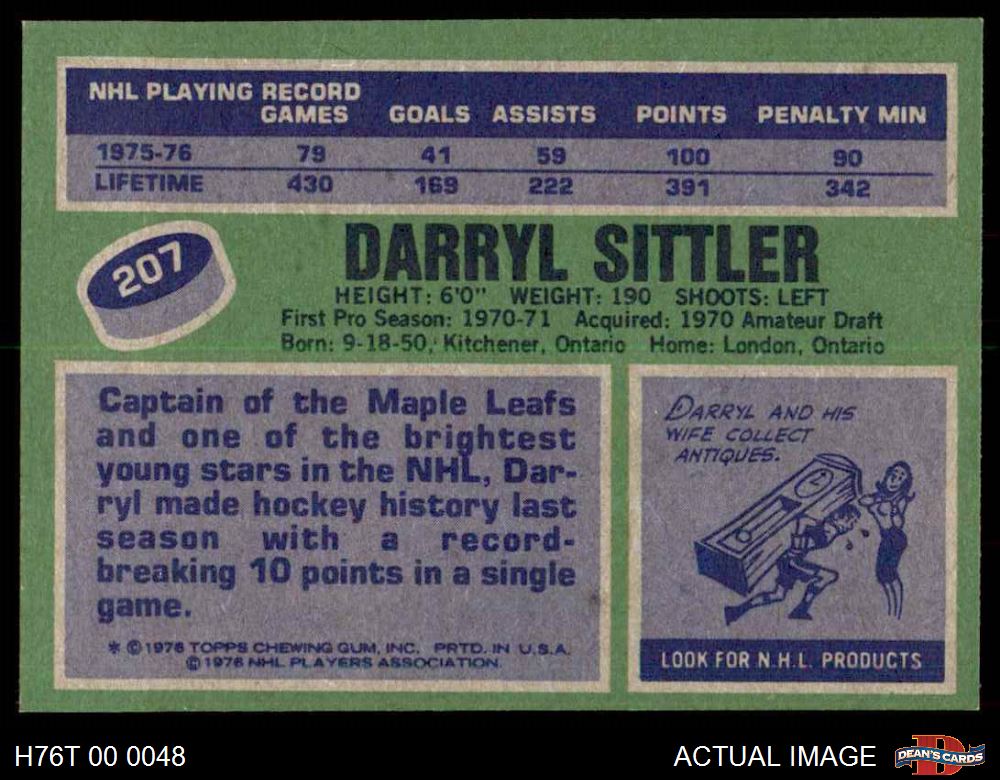 NHL PLAYING RECORD
GAMES GOALS ASSISTS POINTS PENALTY MIN
1975-76 79 41 59 100 90
LIFETIME 430 169 222 391 342
207
DARRYL SITTLER
HEIGHT: 6'0" WEIGHT: 190 SHOOTS: LEFT
First Pro Season: 1970-71 Acquired: 1970 Amateur Draft
Born: 9-18-50, Kitchener, Ontario Home: London, Ontario
Captain of the Maple Leafs
and one of the brightest
young stars in the NHL, Dar-
ryl made hockey history last
season with a record-
breaking 10 points in a single
game.
* © 1976 TOPPS CHEWING GUM, INC. PRTD. IN U.S.A.
© 1976 NHL PLAYERS ASSOCIATION.
DARRYL AND HIS
WIFE COLLECT
ANTIQUES.
LOOK FOR N.H.L. PRODUCTS
H76T 00 0048
ACTUAL IMAGE
DEAN'S CARDS